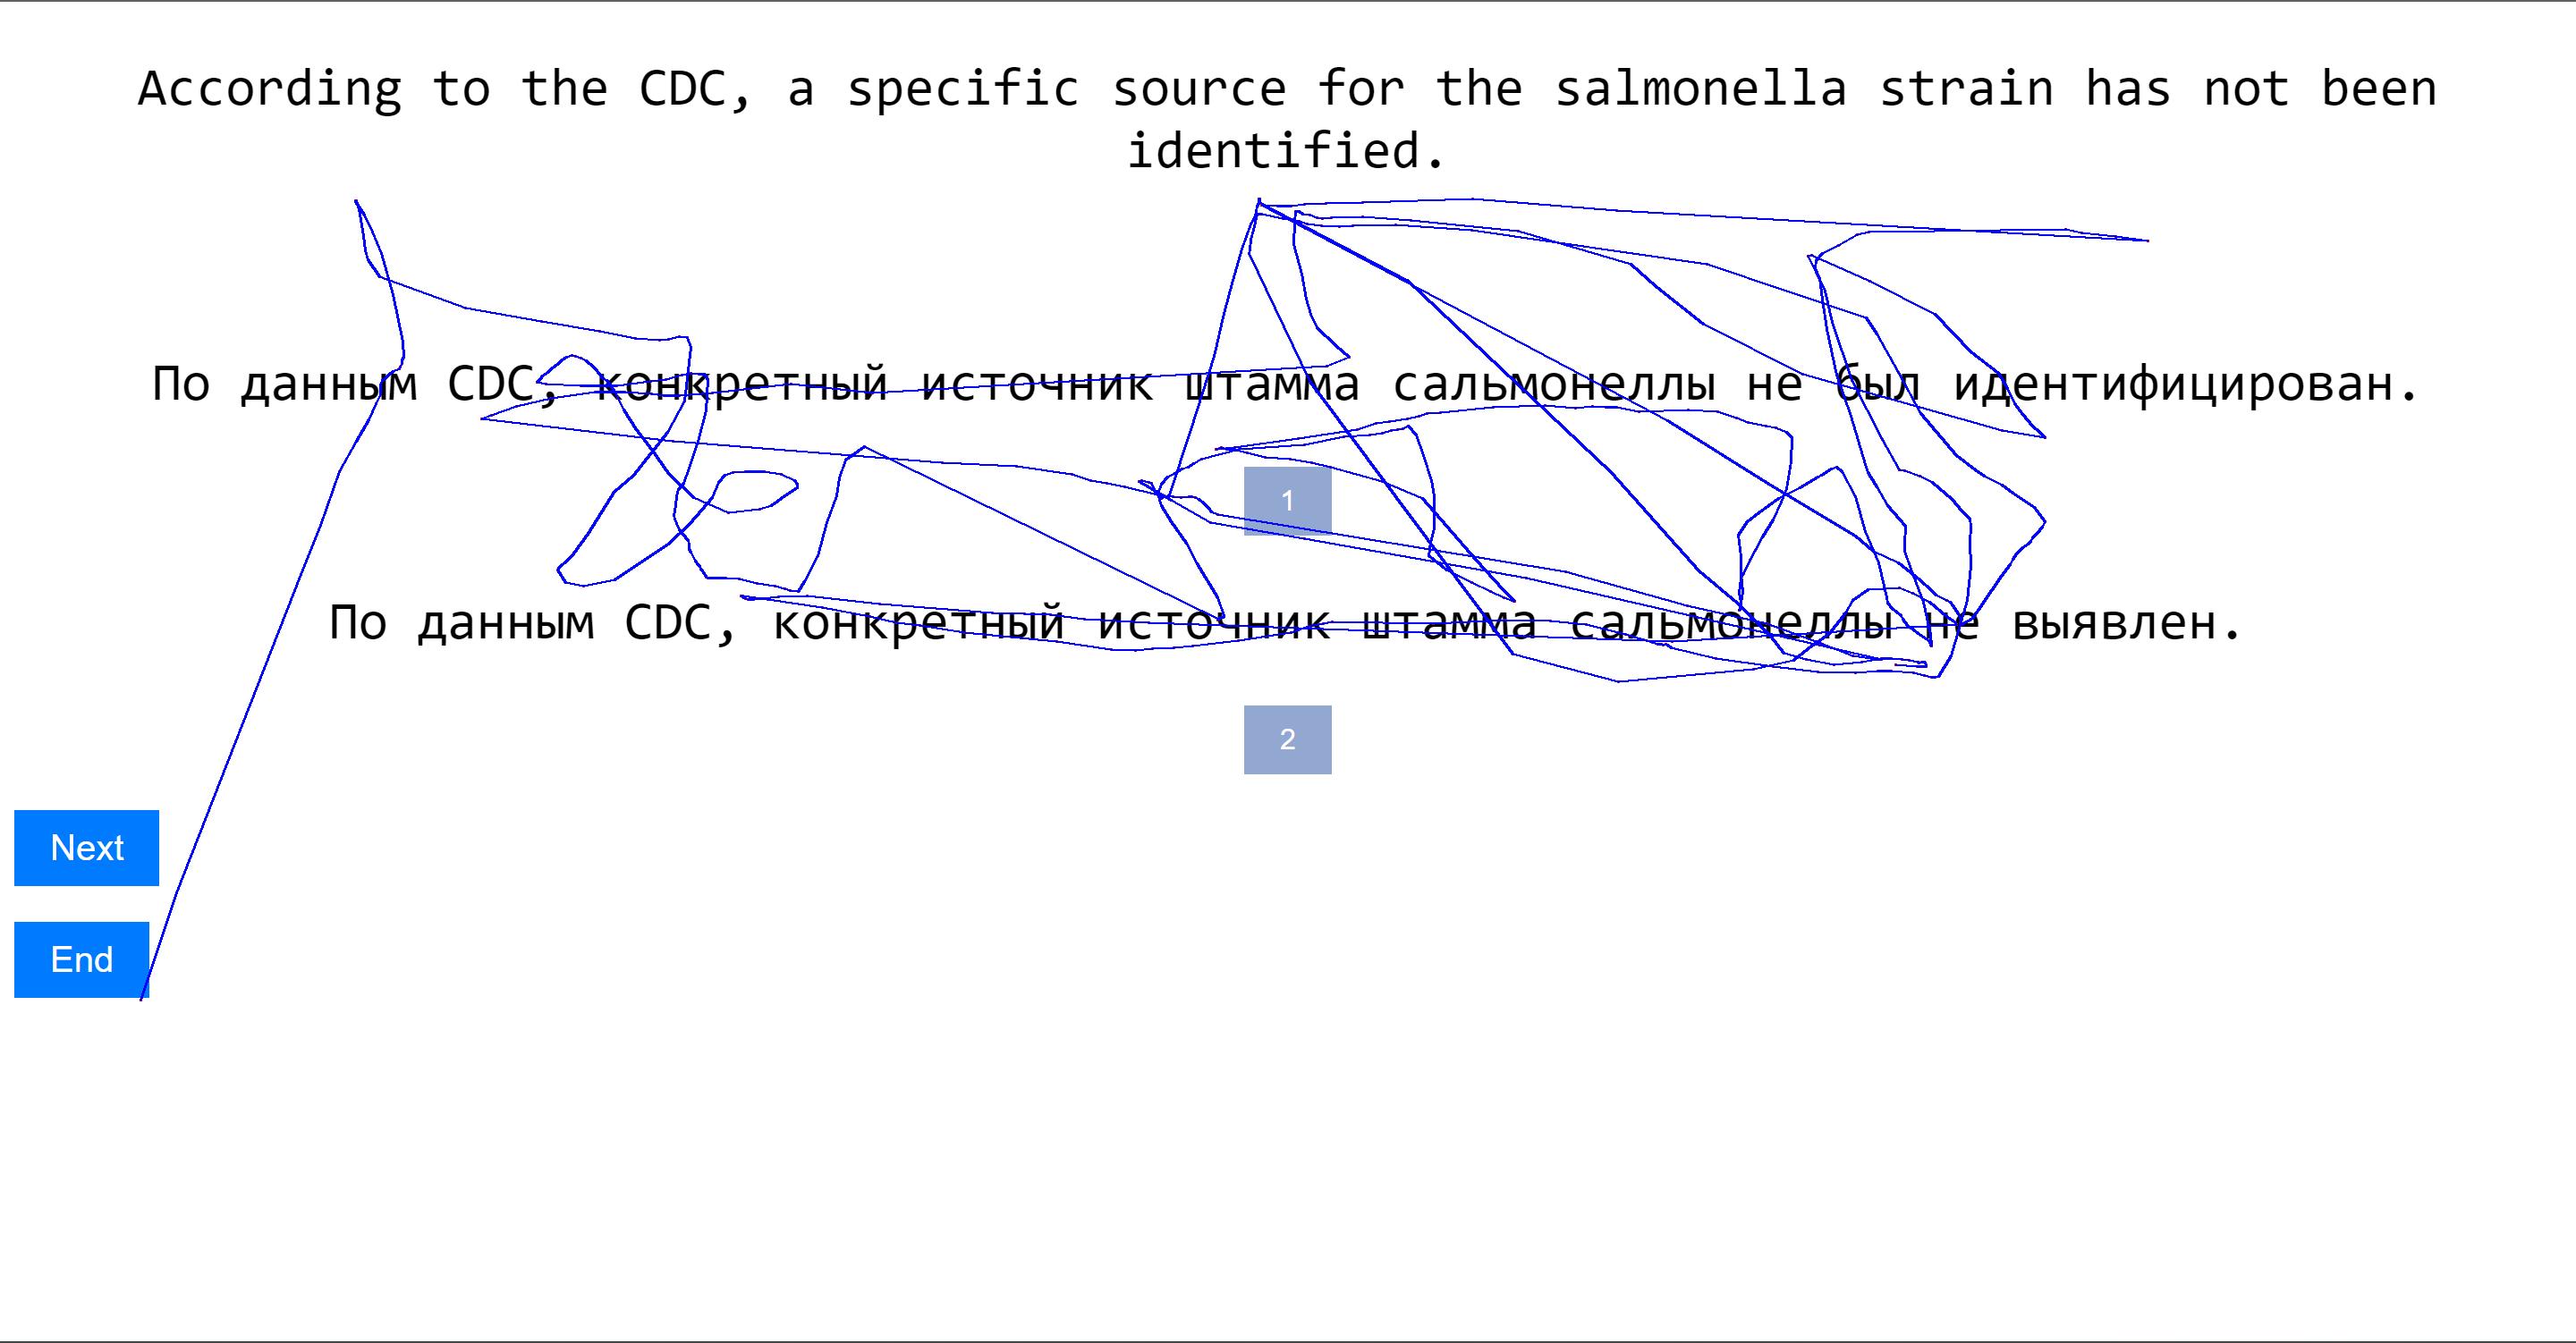 According to the CDC, a specific source for the salmonella strain has not been
identified.
По данным CDC, конкретный источник штамма сальмонеллы не был идентифицирован.
1
По данным CDC, конкретный источник штамма сальмонеллы не выявлен.
2
Next
End